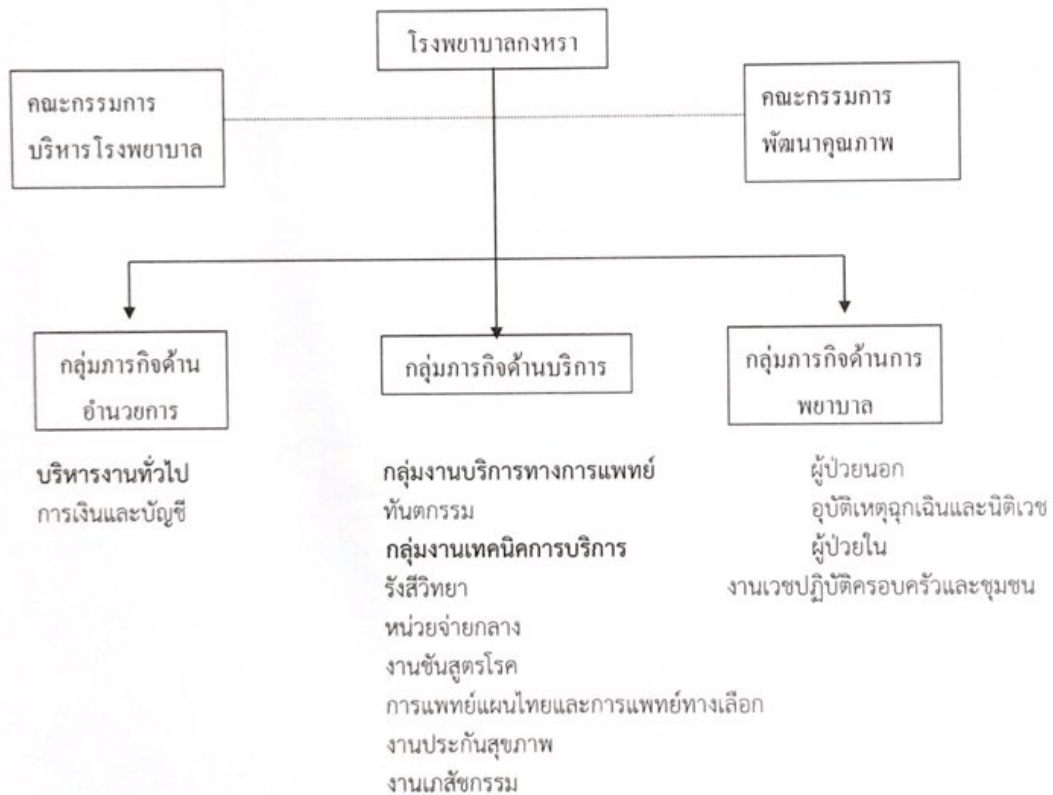 โรงพยาบาลกงหรา
คณะกรรมการ
บริหารโรงพยาบาล
คณะกรรมการ
พัฒนาคุณภาพ
กลุ่มภารกิจด้าน
อำนวยการ
กลุ่มภารกิจด้านบริการ
กลุ่มภารกิจด้านการ
พยาบาล
บริหารงานทั่วไป
การเงินและบัญชี
กลุ่มงานบริการทางการแพทย์
ทันตกรรม
กลุ่มงานเทคนิคการบริการ
รังสีวิทยา
หน่วยจ่ายกลาง
งานชันสูตรโรค
การแพทย์แผนไทยและการแพทย์ทางเลือก
งานประกันสุขภาพ
งานเภสัชกรรม
ผู้ป่วยนอก
อุบัติเหตุฉุกเฉินและนิติเวช
ผู้ป่วยใน
งานเวชปฏิบัติครอบครัวและชุมชน